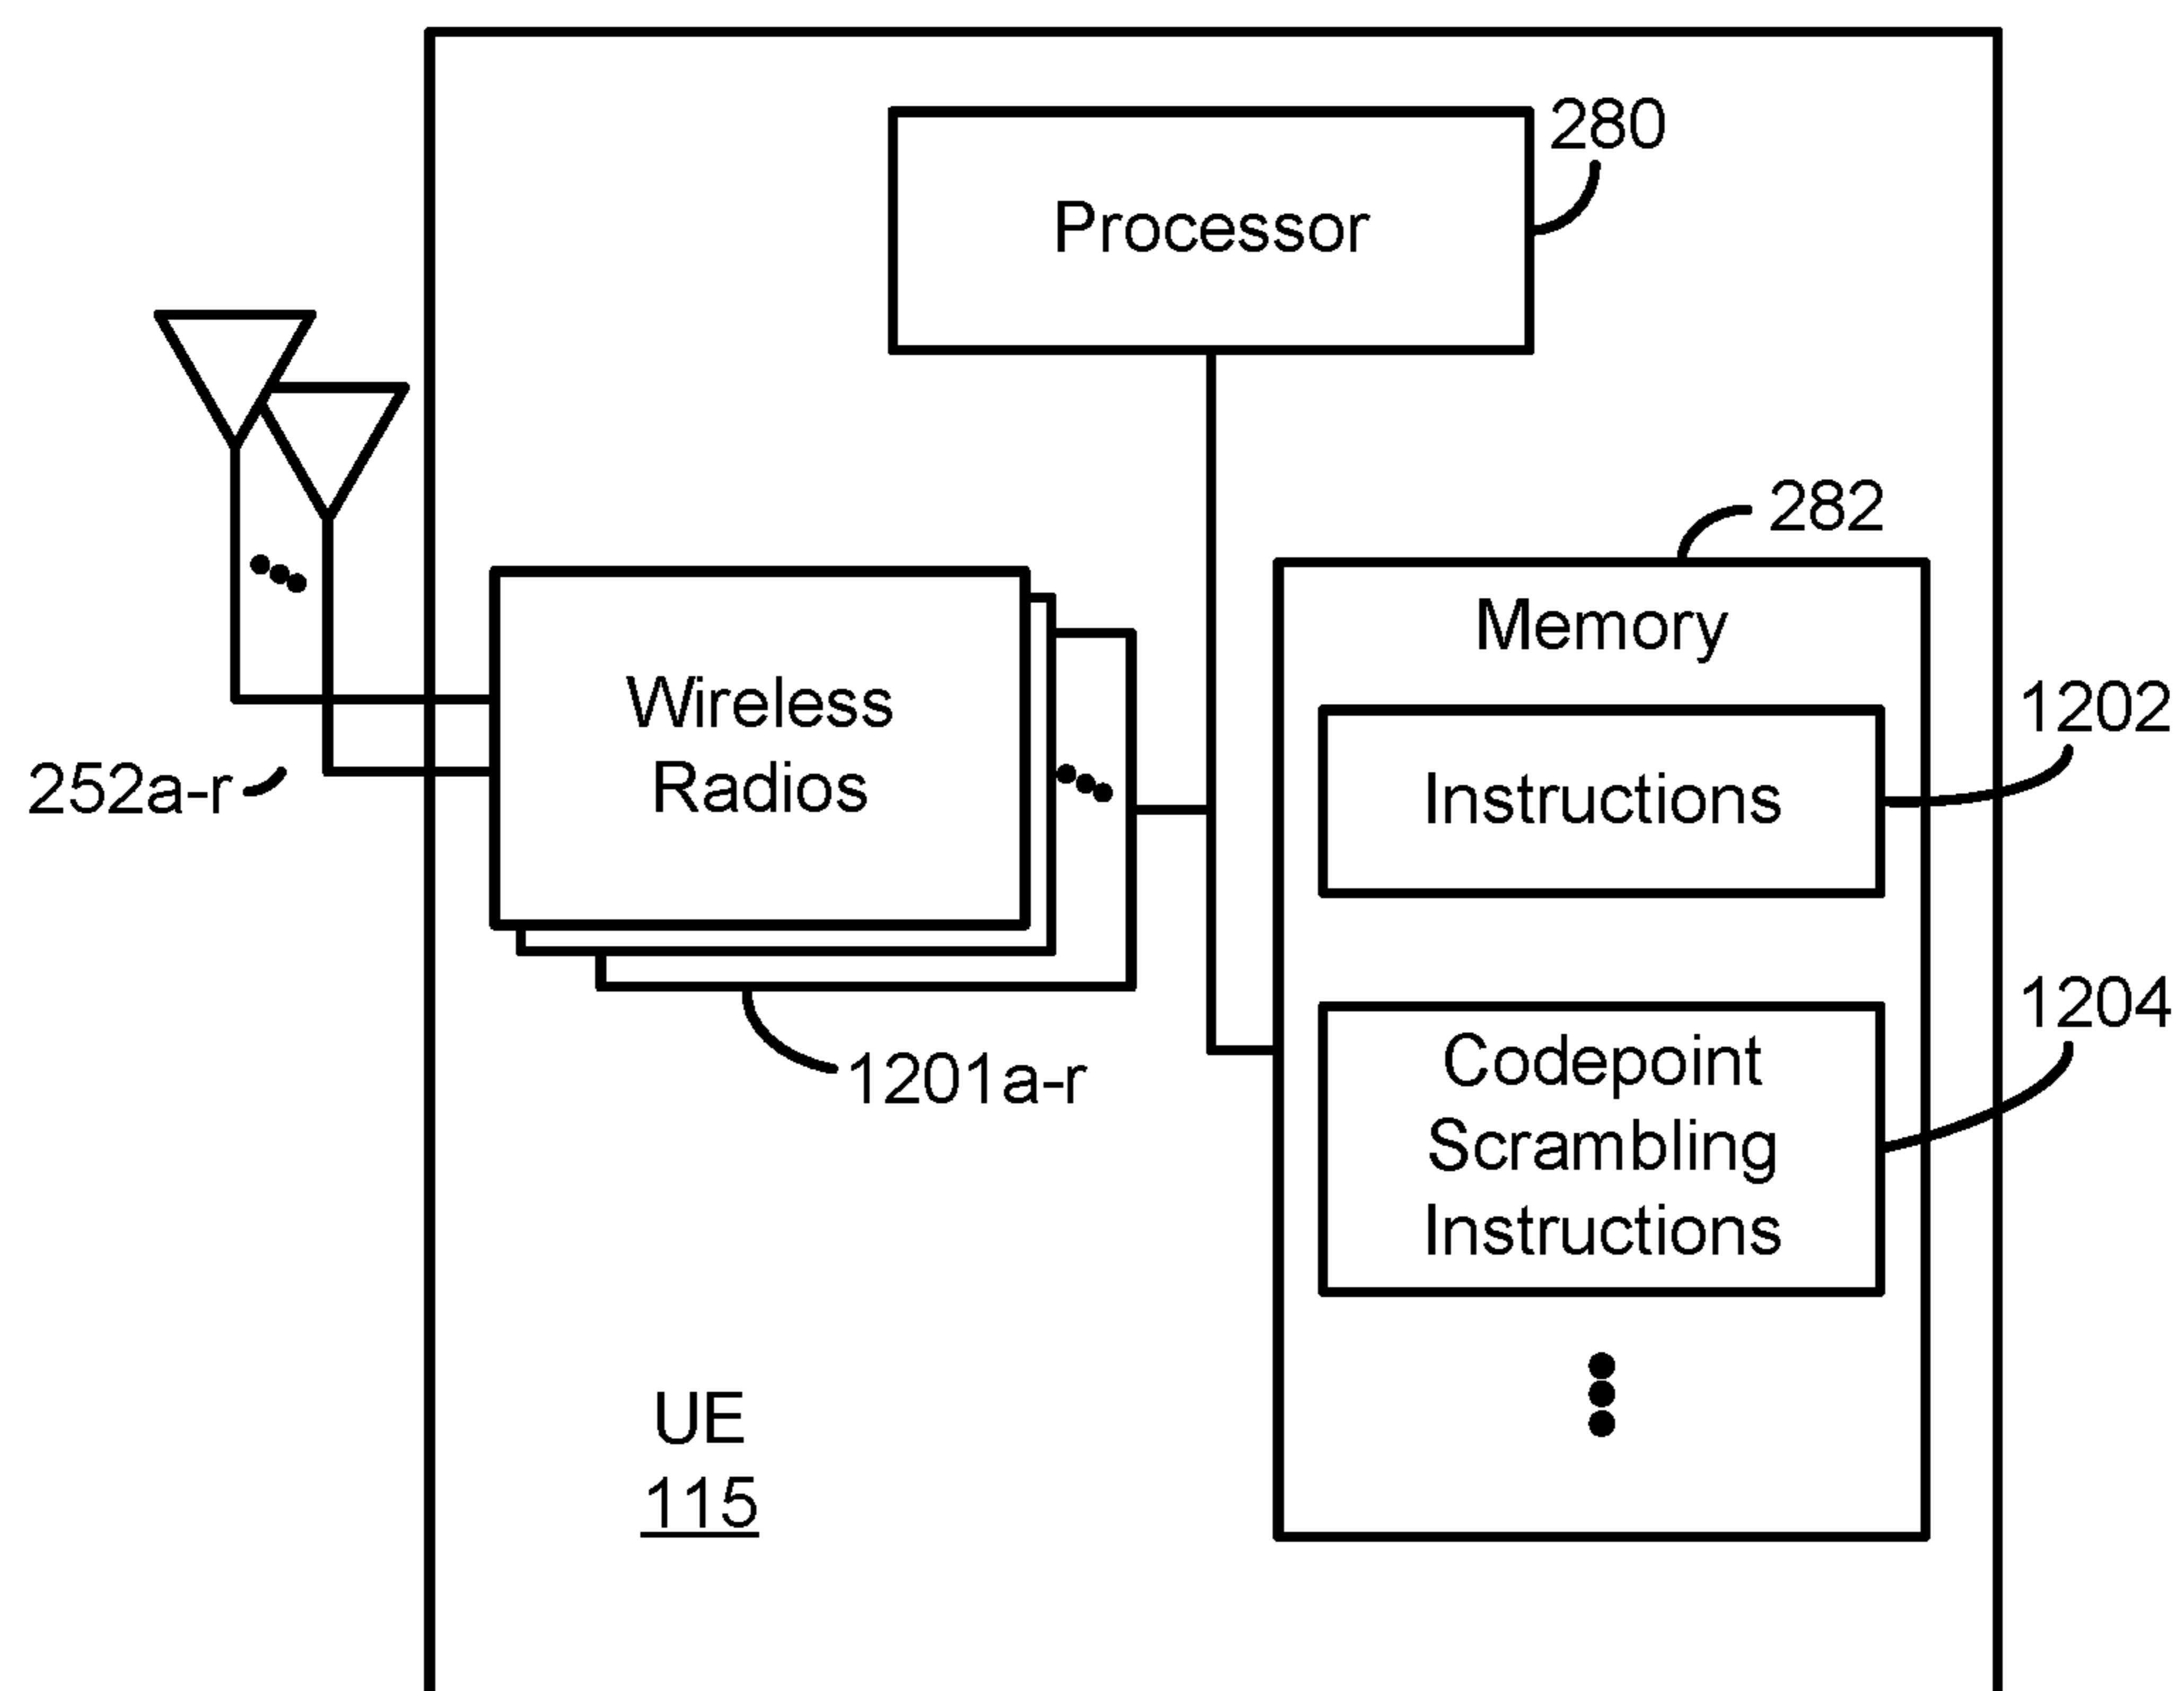 280
Processor
282
Memory
1202
Wireless
Radios
Instructions
252a-r
1204
Codepoint
Scrambling
Instructions
1201a-r
UE
115